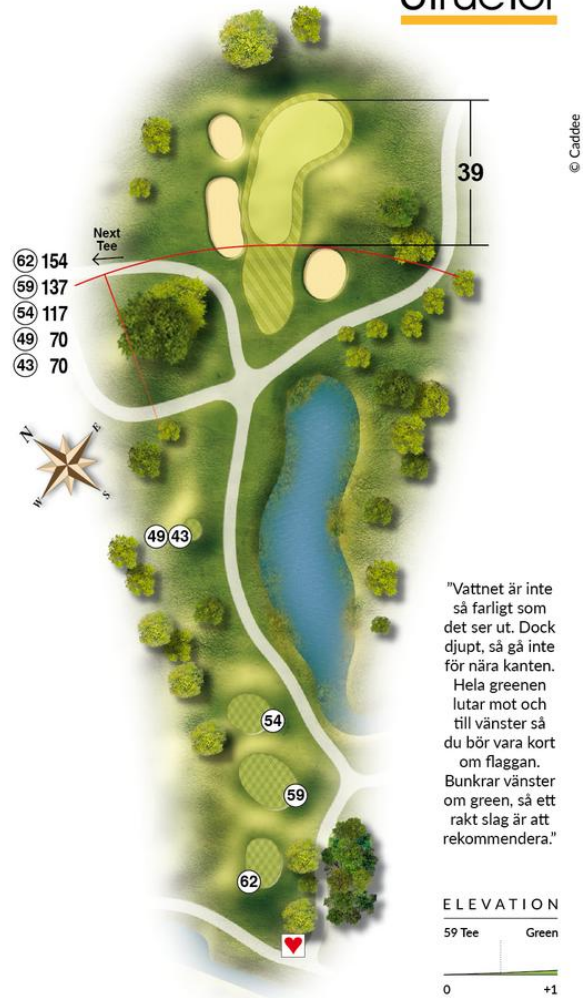 © Caddee
39
Next
Tee
62 154
59 137
54 117
49 70
43 70
N
E
W
S
49 43
54
59
62
"Vattnet är inte
så farligt som
det ser ut. Dock
djupt, så gå inte
för nära kanten.
Hela greenen
lutar mot och
till vänster så
du bör vara kort
om flaggan.
Bunkrar vänster
om green, så ett
rakt slag är att
rekommendera."
ELEVATION
59 Tee Green
0 +1